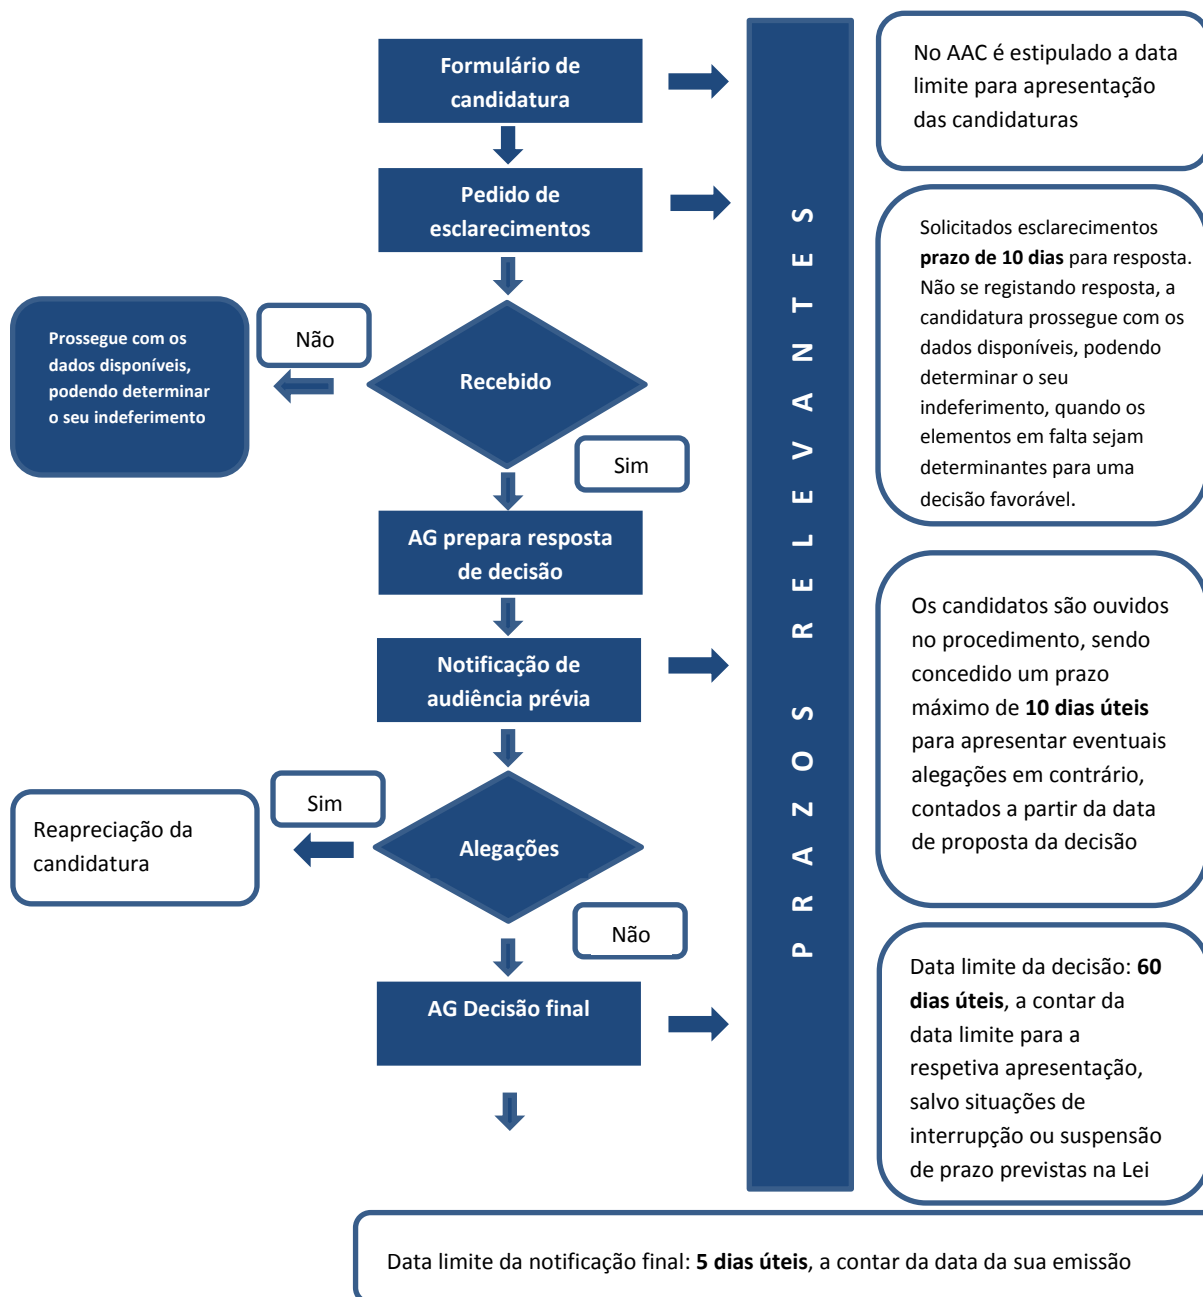 Formulário de
candidatura
No AAC é estipulado a data
limite para apresentação
das candidaturas
Pedido de
esclarecimentos
Solicitados esclarecimentos
prazo de 10 dias para resposta.
Não se registando resposta, a
candidatura prossegue com os
dados disponíveis, podendo
determinar o seu
indeferimento, quando os
elementos em falta sejam
determinantes para uma
decisão favorável.
Prossegue com os
dados disponíveis,
podendo determinar
o seu indeferimento
Não
Recebido
Sim
AG prepara resposta
de decisão
Notificação de
audiência prévia
Os candidatos são ouvidos
no procedimento, sendo
concedido um prazo
máximo de 10 dias úteis
para apresentar eventuais
alegações em contrário,
contados a partir da data
de proposta da decisão
Reapreciação da
candidatura
Sim
Alegações
Não
AG Decisão final
Data limite da decisão: 60
dias úteis, a contar da
data limite para a
respetiva apresentação,
salvo situações de
interrupção ou suspensão
de prazo previstas na Lei
PRAZOS RELEVANTES
Data limite da notificação final: 5 dias úteis, a contar da data da sua emissão